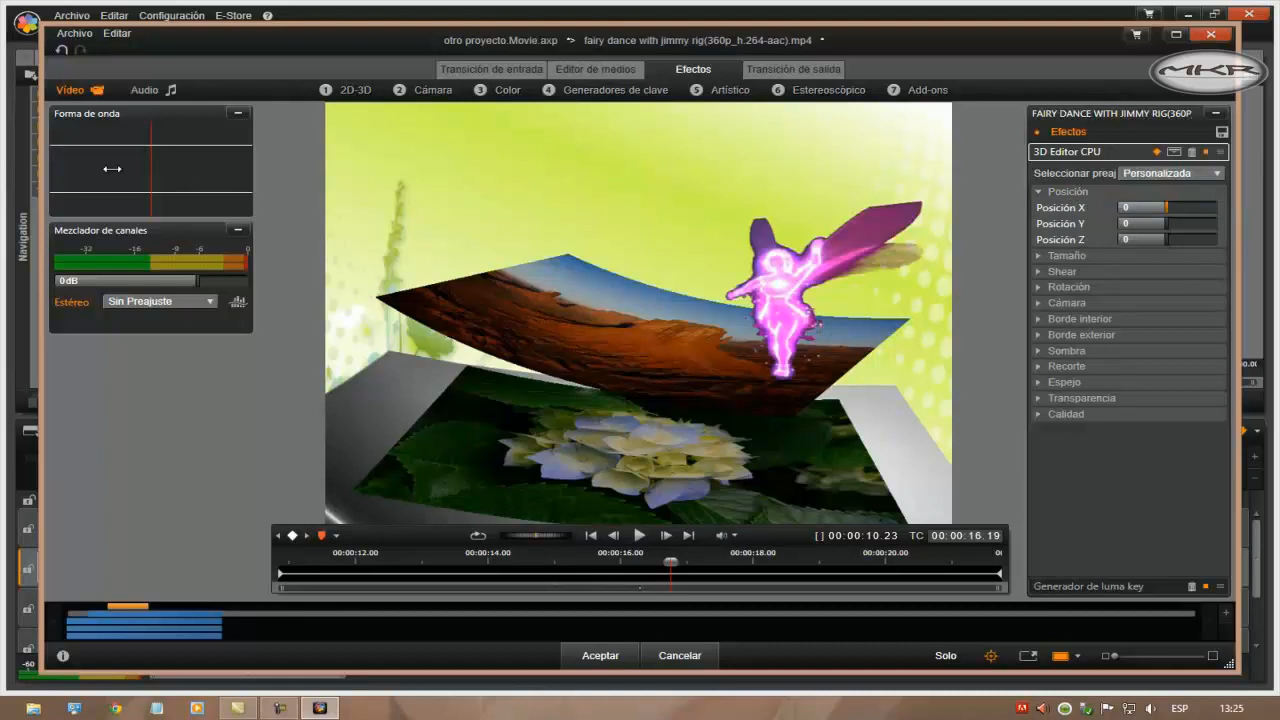 Archivo Editar Configuración E-Store ?
Archivo Editar
otro proyecto.Movie.axp fairy dance with jimmy rig(360p_h.264-aac).mp4
MKR
Transición de entrada Editor de medios Efectos Transición de salida
Vídeo Audio
1 2D-3D 2 Cámara 3 Color 4 Generadores de clave 5 Artístico 6 Estereoscópico 7 Add-ons
Forma de onda
FAIRY DANCE WITH JIMMY RIG(360P
Efectos
3D Editor CPU
Seleccionar preaj Personalizada
Posición
Posición X 0
Posición Y 0
Posición Z 0
Tamaño
Shear
Rotación
Cámara
Borde interior
Borde exterior
Sombra
Recorte
Espejo
Transparencia
Calidad
Navigation
Mezclador de canales
-32 -16 -9 -6 0
0dB
Estéreo Sin Preajuste
[] 00:00:10.23 TC 00:00:16.19
00:00:12.00 00:00:14.00 00:00:16.00 00:00:18.00 00:00:20.00
Generador de luma key
Aceptar Cancelar
Solo
-60
ESP 13:25